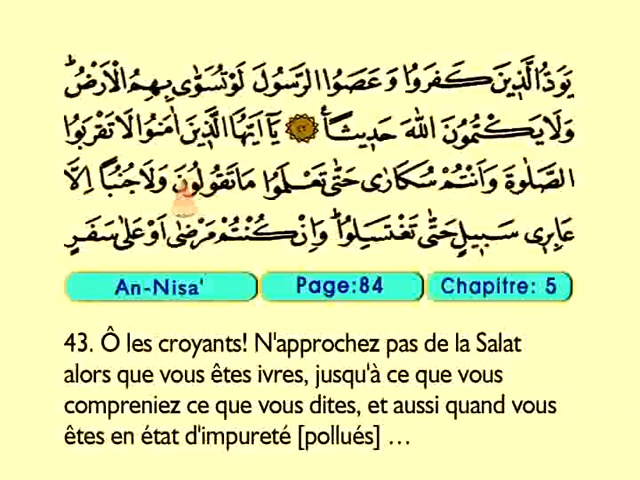 يَوَدُّ الَّذِينَ كَفَرُوا وَعَصَوُا الرَّسُولَ لَوْ تُسَوَّى بِهِمُ الْاَرْضُ
وَلَا يَكْتُمُونَ اللّٰهَ حَدِيثًا ٤٢ يَا اَيُّهَا الَّذِينَ اٰمَنُوا لَا تَقْرَبُوا
الصَّلٰوةَ وَاَنْتُمْ سُكَارٰى حَتّٰى تَعْلَمُوا مَا تَقُولُونَ وَلَا جُنُبًا اِلَّا
عَابِرِي سَبِيلٍ حَتّٰى تَغْتَسِلُوا وَاِنْ كُنْتُمْ مَرْضٰى اَوْ عَلٰى سَفَرٍ
An-Nisa' Page:84 Chapitre: 5
43. Ô les croyants! N'approchez pas de la Salat
alors que vous êtes ivres, jusqu'à ce que vous
compreniez ce que vous dites, et aussi quand vous
êtes en état d'impureté [pollués] …